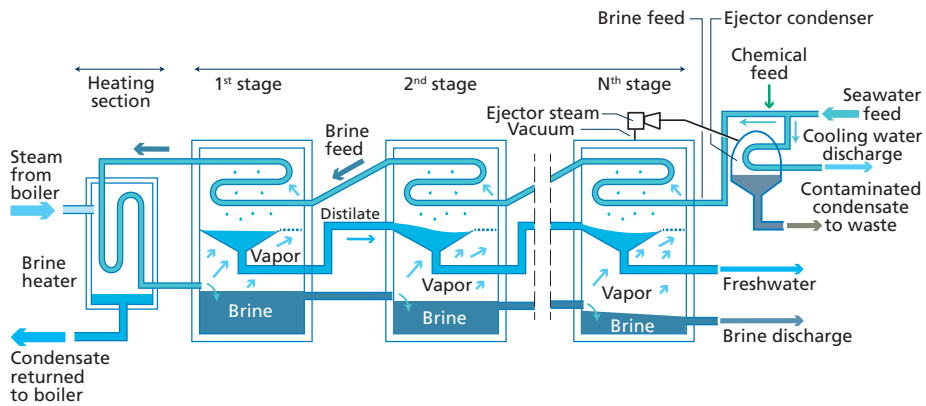 Brine feed
Ejector condenser
Heating
section
1st stage
2nd stage
Nth stage
Chemical
feed
Seawater
feed
Ejector steam
Vacuum
Cooling water
discharge
Steam
from
boiler
Brine
feed
Contaminated
condensate
to waste
Distilate
Vapor
Vapor
Vapor
Brine
heater
Freshwater
Brine
Brine
Brine
Brine discharge
Condensate
returned
to boiler